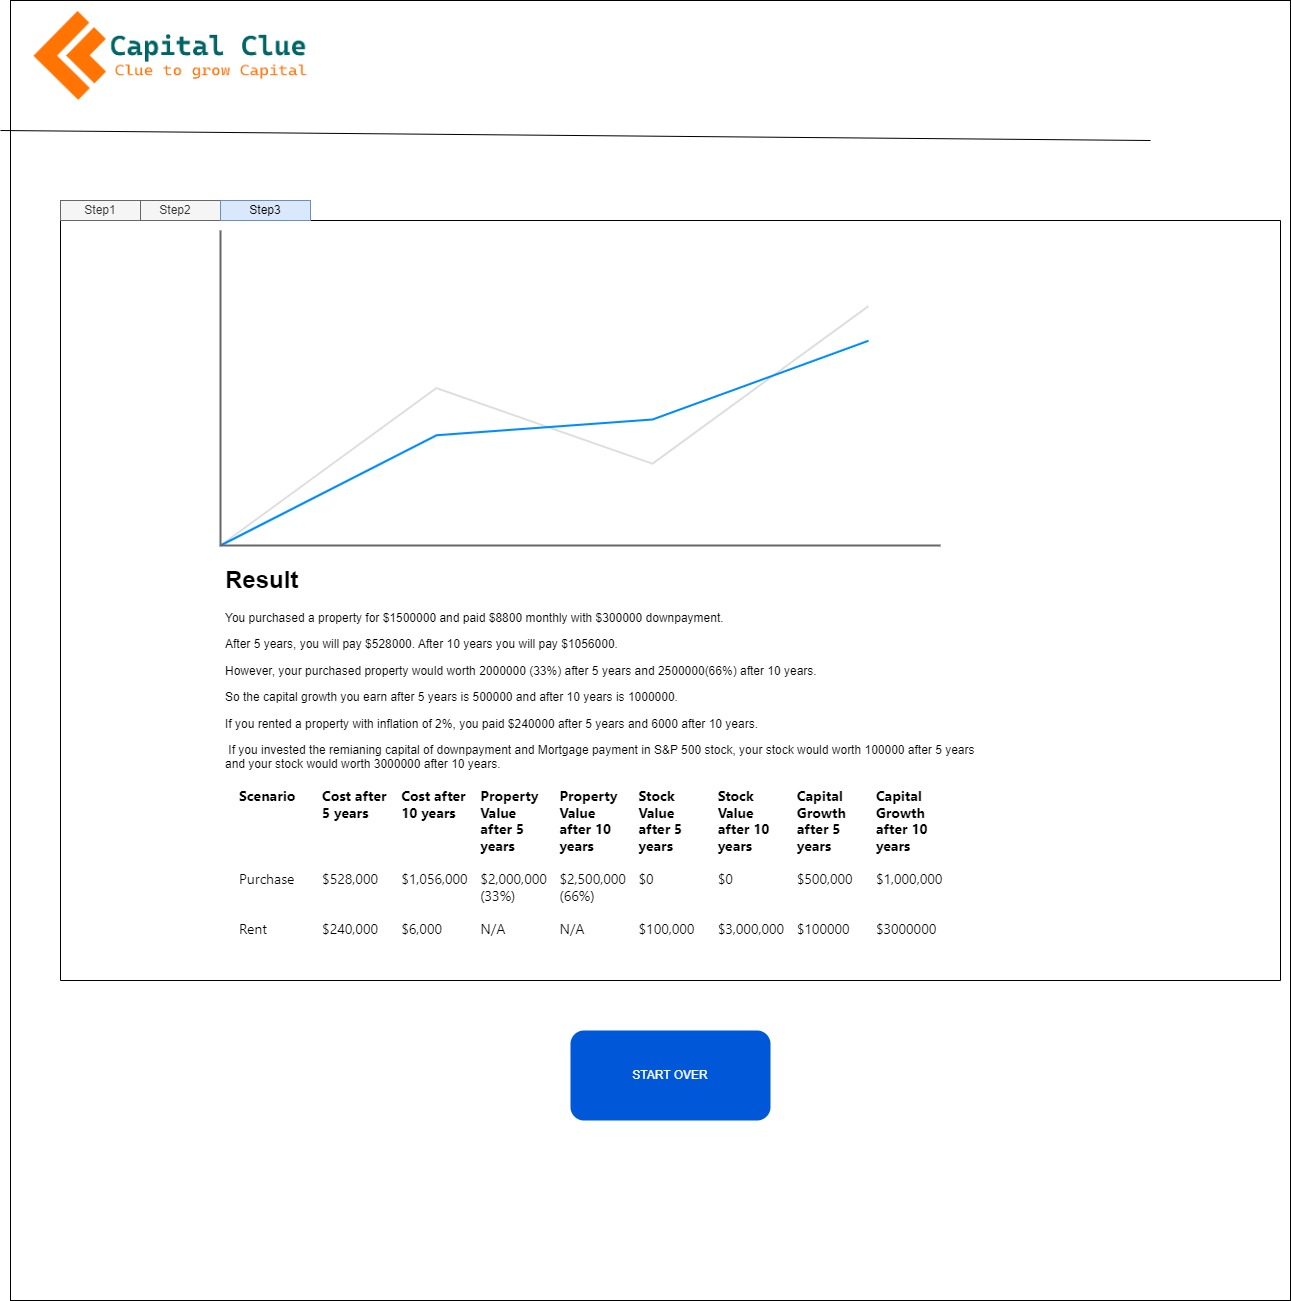 Capital Clue
Clue to grow Capital
Step1 Step2 Step3
Result
You purchased a property for $1500000 and paid $8800 monthly with $300000 downpayment.
After 5 years, you will pay $528000. After 10 years you will pay $1056000.
However, your purchased property would worth 2000000 (33%) after 5 years and 2500000(66%) after 10 years.
So the capital growth you earn after 5 years is 500000 and after 10 years is 1000000.
If you rented a property with inflation of 2%, you paid $240000 after 5 years and 6000 after 10 years.
If you invested the remianing capital of downpayment and Mortgage payment in S&P 500 stock, your stock would worth 100000 after 5 years
and your stock would worth 3000000 after 10 years.
Scenario Cost after Cost after Property Property Stock Stock Capital Capital
5 years 10 years Value Value Value Value Growth Growth
after 5 after 10 after 5 after 10 after 5 after 10
years years years years years years
Purchase $528,000 $1,056,000 $2,000,000 $2,500,000 $0 $0 $500,000 $1,000,000
(33%) (66%)
Rent $240,000 $6,000 N/A N/A $100,000 $3,000,000 $100000 $3000000
START OVER